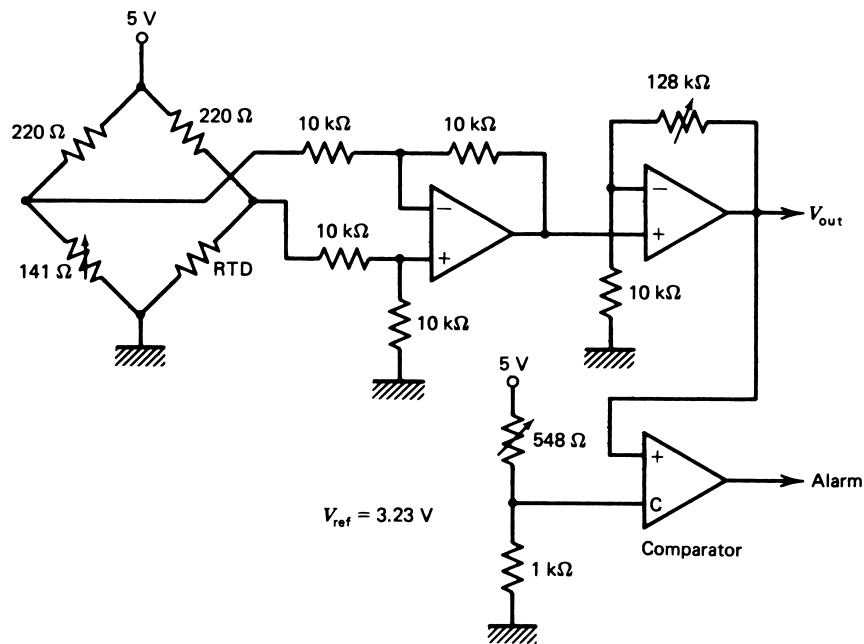 5 V
220 Ω
220 Ω
141 Ω
RTD
10 kΩ
10 kΩ
10 kΩ
10 kΩ
−
+
128 kΩ
−
+
10 kΩ
V_out
5 V
548 Ω
V_ref = 3.23 V
1 kΩ
+
C
Comparator
Alarm